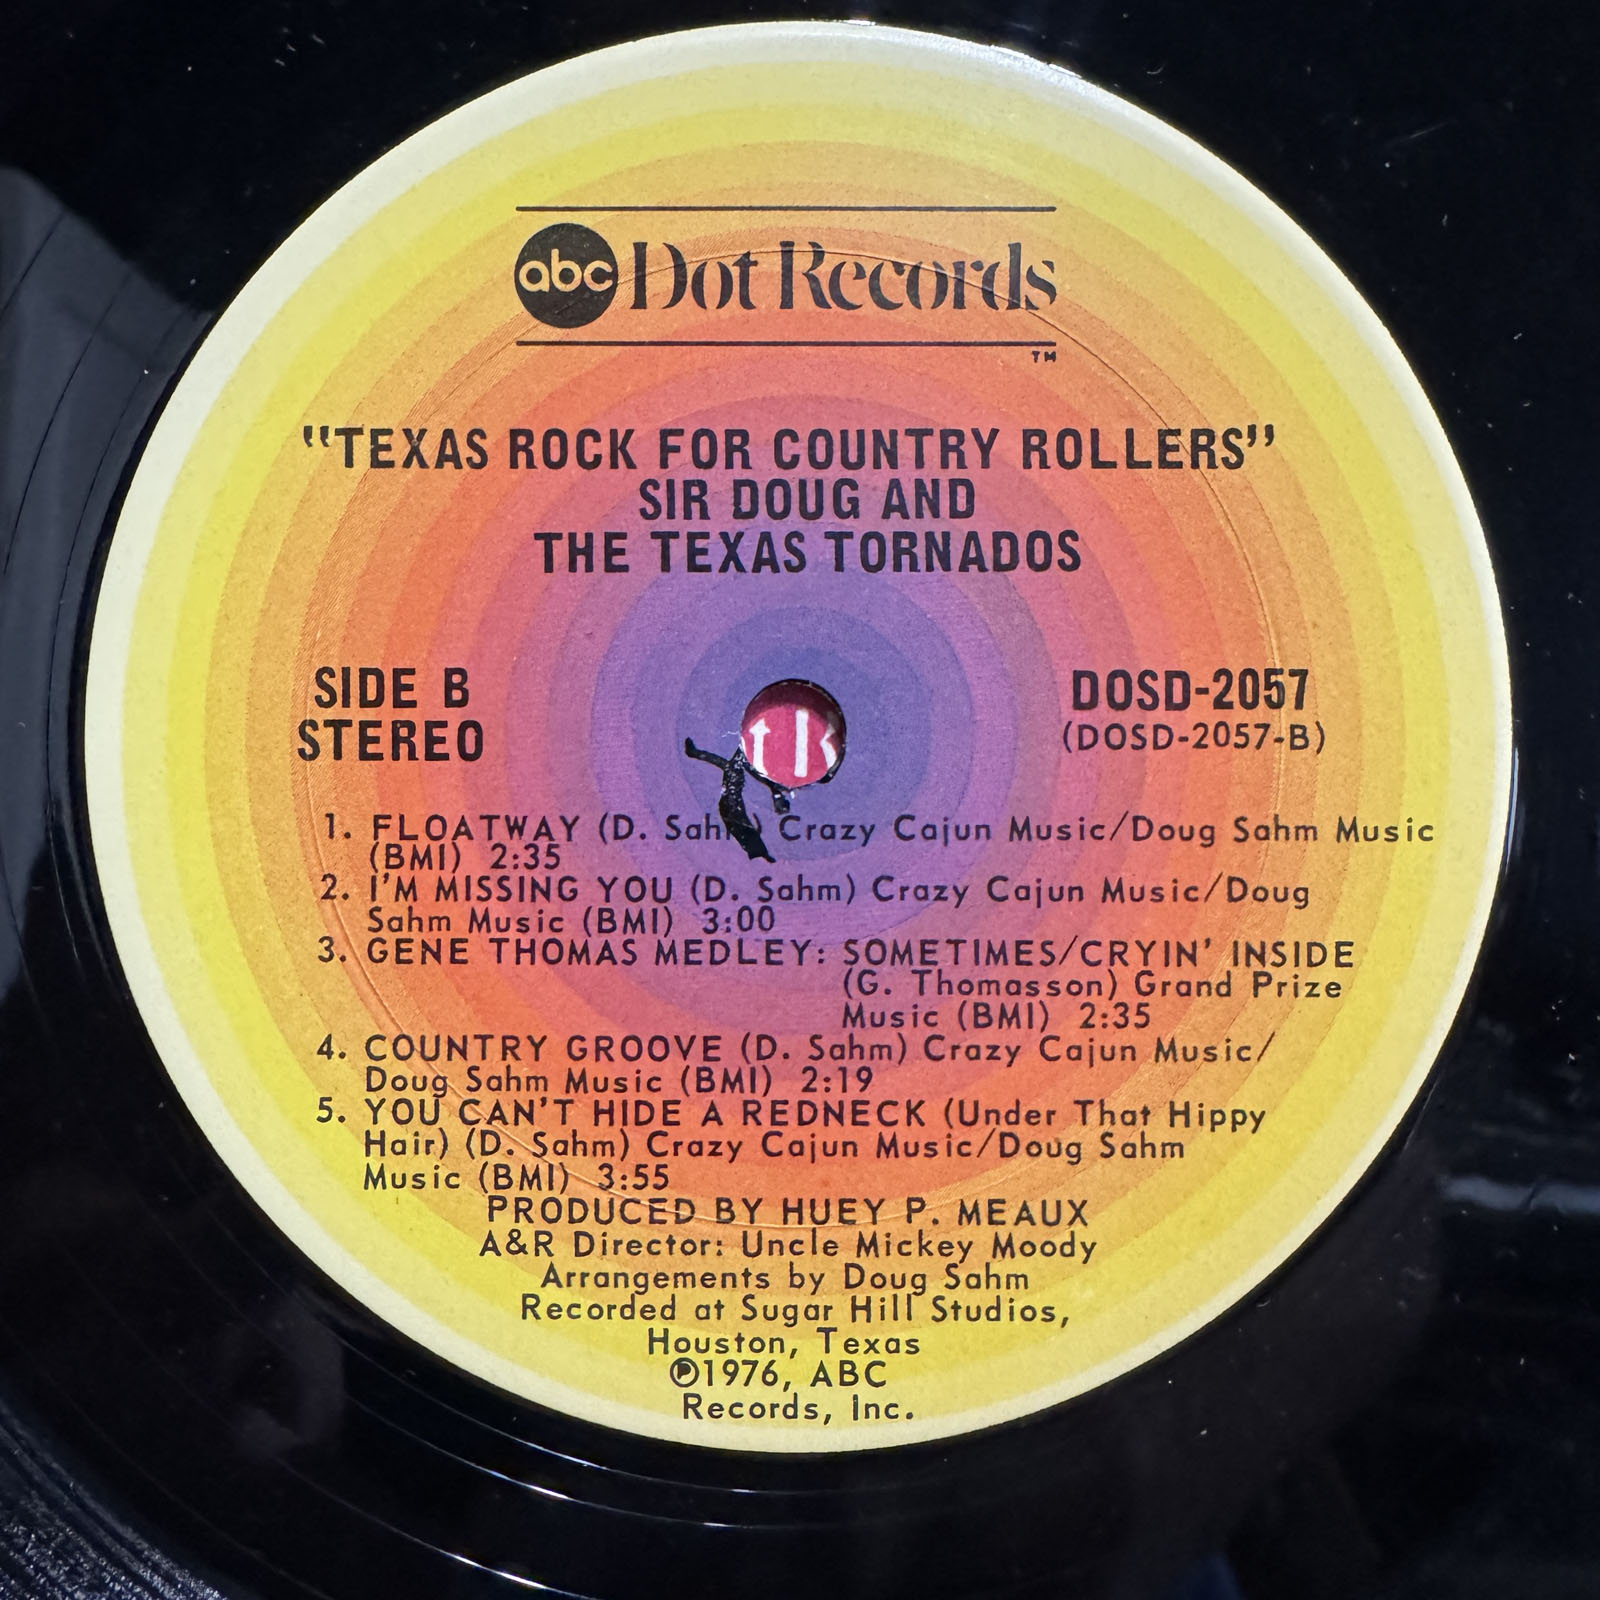 abc Dot Records
TM
"TEXAS ROCK FOR COUNTRY ROLLERS"
SIR DOUG AND
THE TEXAS TORNADOS
SIDE B
STEREO
DOSD-2057
(DOSD-2057-B)
1. FLOATWAY (D. Sahm) Crazy Cajun Music/Doug Sahm Music
(BMI) 2:35
2. I'M MISSING YOU (D. Sahm) Crazy Cajun Music/Doug
Sahm Music (BMI) 3:00
3. GENE THOMAS MEDLEY: SOMETIMES/CRYIN' INSIDE
(G. Thomasson) Grand Prize
Music (BMI) 2:35
4. COUNTRY GROOVE (D. Sahm) Crazy Cajun Music/
Doug Sahm Music (BMI) 2:19
5. YOU CAN'T HIDE A REDNECK (Under That Hippy
Hair) (D. Sahm) Crazy Cajun Music/Doug Sahm
Music (BMI) 3:55
PRODUCED BY HUEY P. MEAUX
A&R Director: Uncle Mickey Moody
Arrangements by Doug Sahm
Recorded at Sugar Hill Studios,
Houston, Texas
℗1976, ABC
Records, Inc.